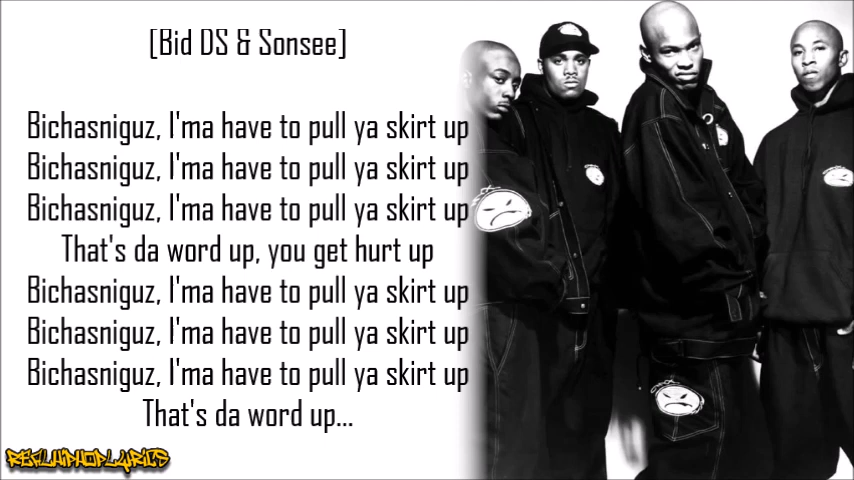 [Bid DS & Sonsee]
Bichasniguz, I'ma have to pull ya skirt up
Bichasniguz, I'ma have to pull ya skirt up
Bichasniguz, I'ma have to pull ya skirt up
That's da word up, you get hurt up
Bichasniguz, I'ma have to pull ya skirt up
Bichasniguz, I'ma have to pull ya skirt up
Bichasniguz, I'ma have to pull ya skirt up
That's da word up...
REALHIPHOPLYRICS